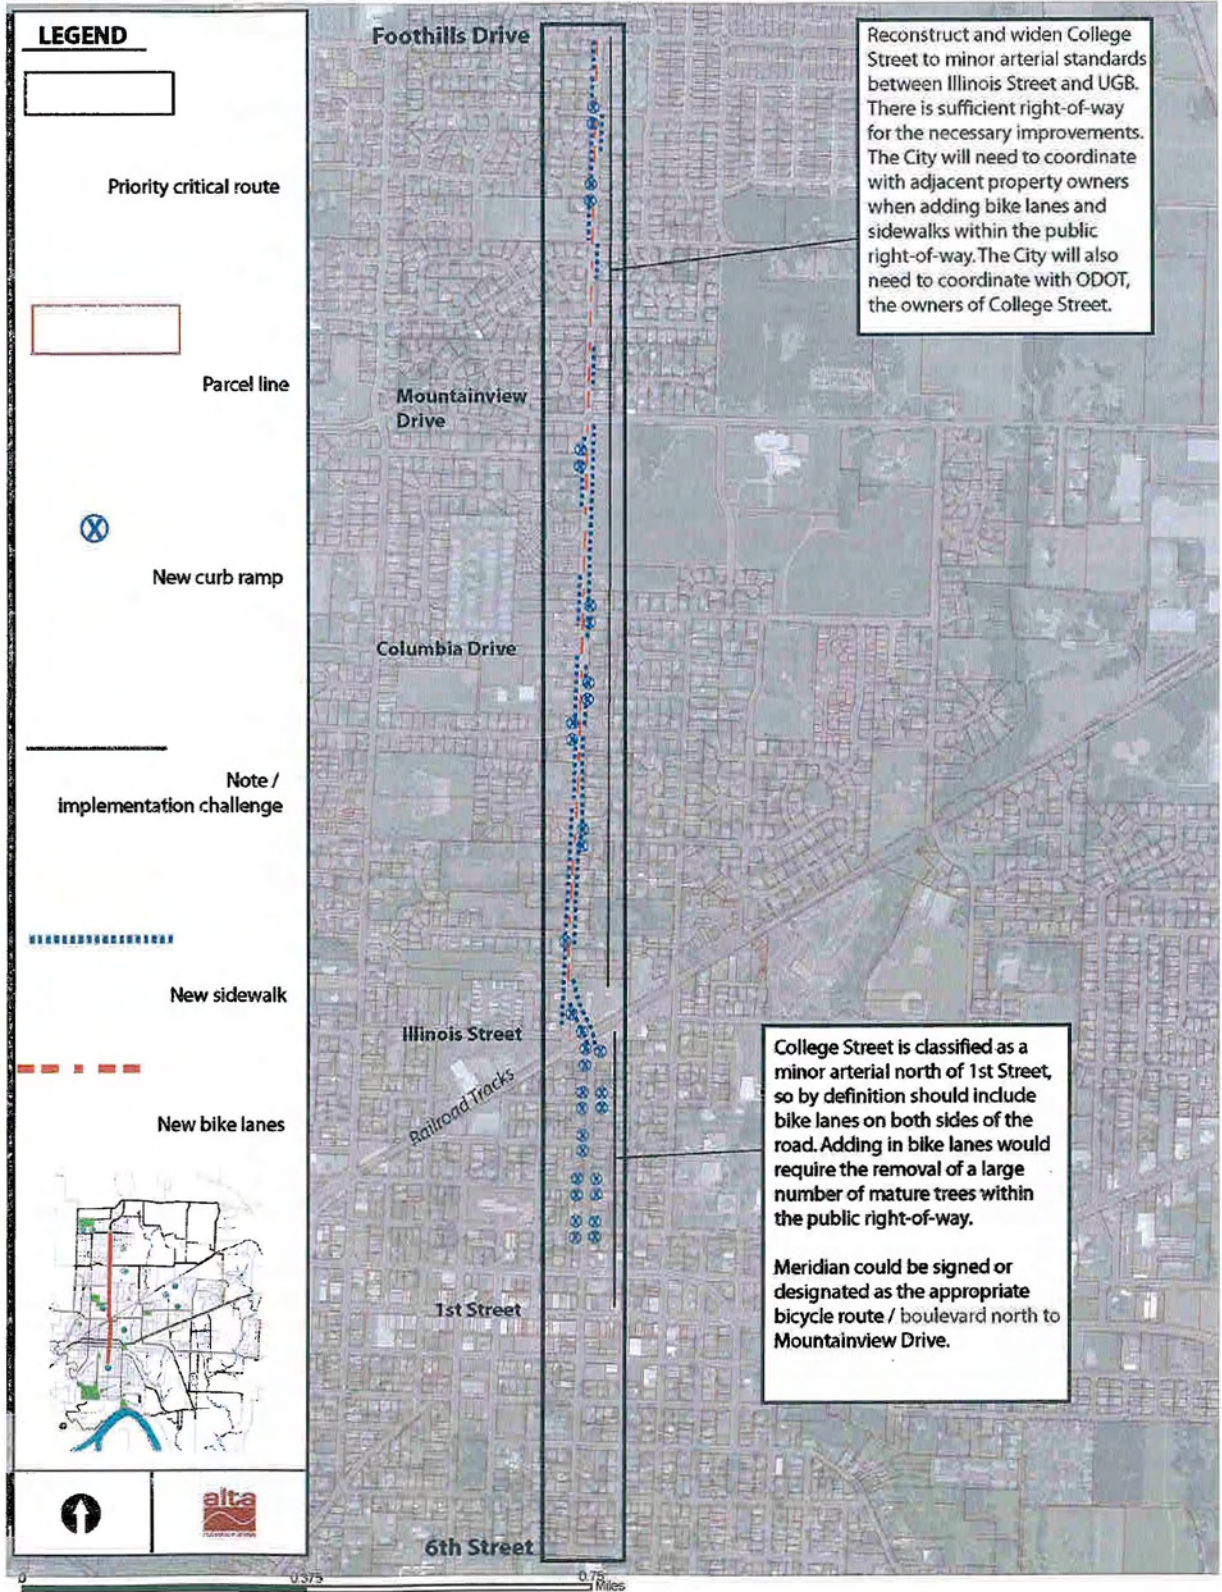 LEGEND
Priority critical route
Parcel line
New curb ramp
Note /
implementation challenge
New sidewalk
New bike lanes
alta
Foothills Drive
Reconstruct and widen College
Street to minor arterial standards
between Illinois Street and UGB.
There is sufficient right-of-way
for the necessary improvements.
The City will need to coordinate
with adjacent property owners
when adding bike lanes and
sidewalks within the public
right-of-way. The City will also
need to coordinate with ODOT,
the owners of College Street.
Mountainview
Drive
Columbia Drive
Illinois Street
Railroad Tracks
College Street is classified as a
minor arterial north of 1st Street,
so by definition should include
bike lanes on both sides of the
road. Adding in bike lanes would
require the removal of a large
number of mature trees within
the public right-of-way.
Meridian could be signed or
designated as the appropriate
bicycle route / boulevard north to
Mountainview Drive.
1st Street
6th Street
0 0.375 0.75
Miles